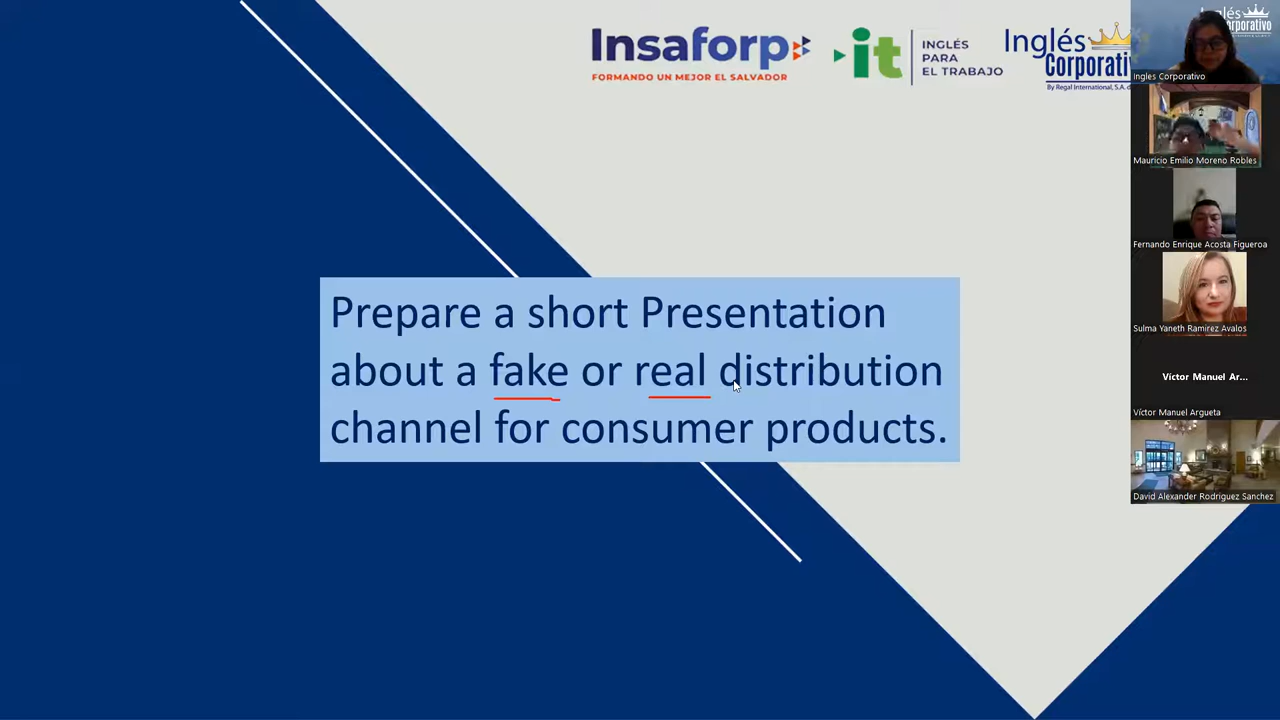 Insaforp
FORMANDO UN MEJOR EL SALVADOR
it
INGLÉS
PARA
EL TRABAJO
Inglés
Corporativ
By Regal International, S.A. d
Prepare a short Presentation
about a fake or real distribution
channel for consumer products.
Ingles Corporativo
Mauricio Emilio Moreno Robles
Fernando Enrique Acosta Figueroa
Sulma Yaneth Ramirez Avalos
Víctor Manuel Ar...
Víctor Manuel Argueta
David Alexander Rodriguez Sanchez